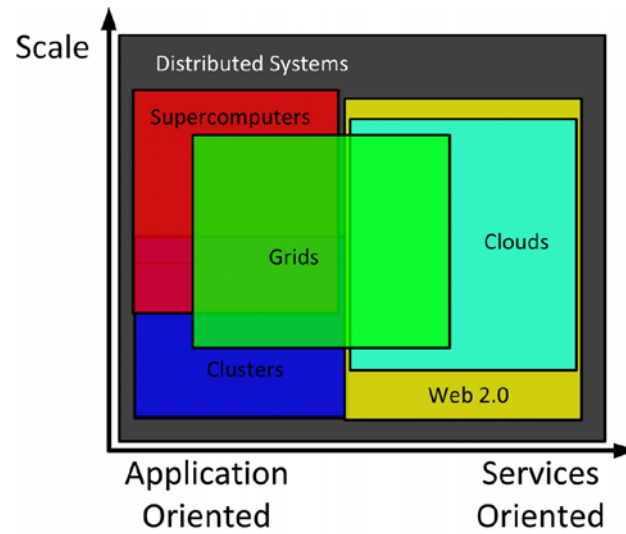 Scale
Distributed Systems
Supercomputers
Grids
Clouds
Clusters
Web 2.0
Application
Oriented
Services
Oriented